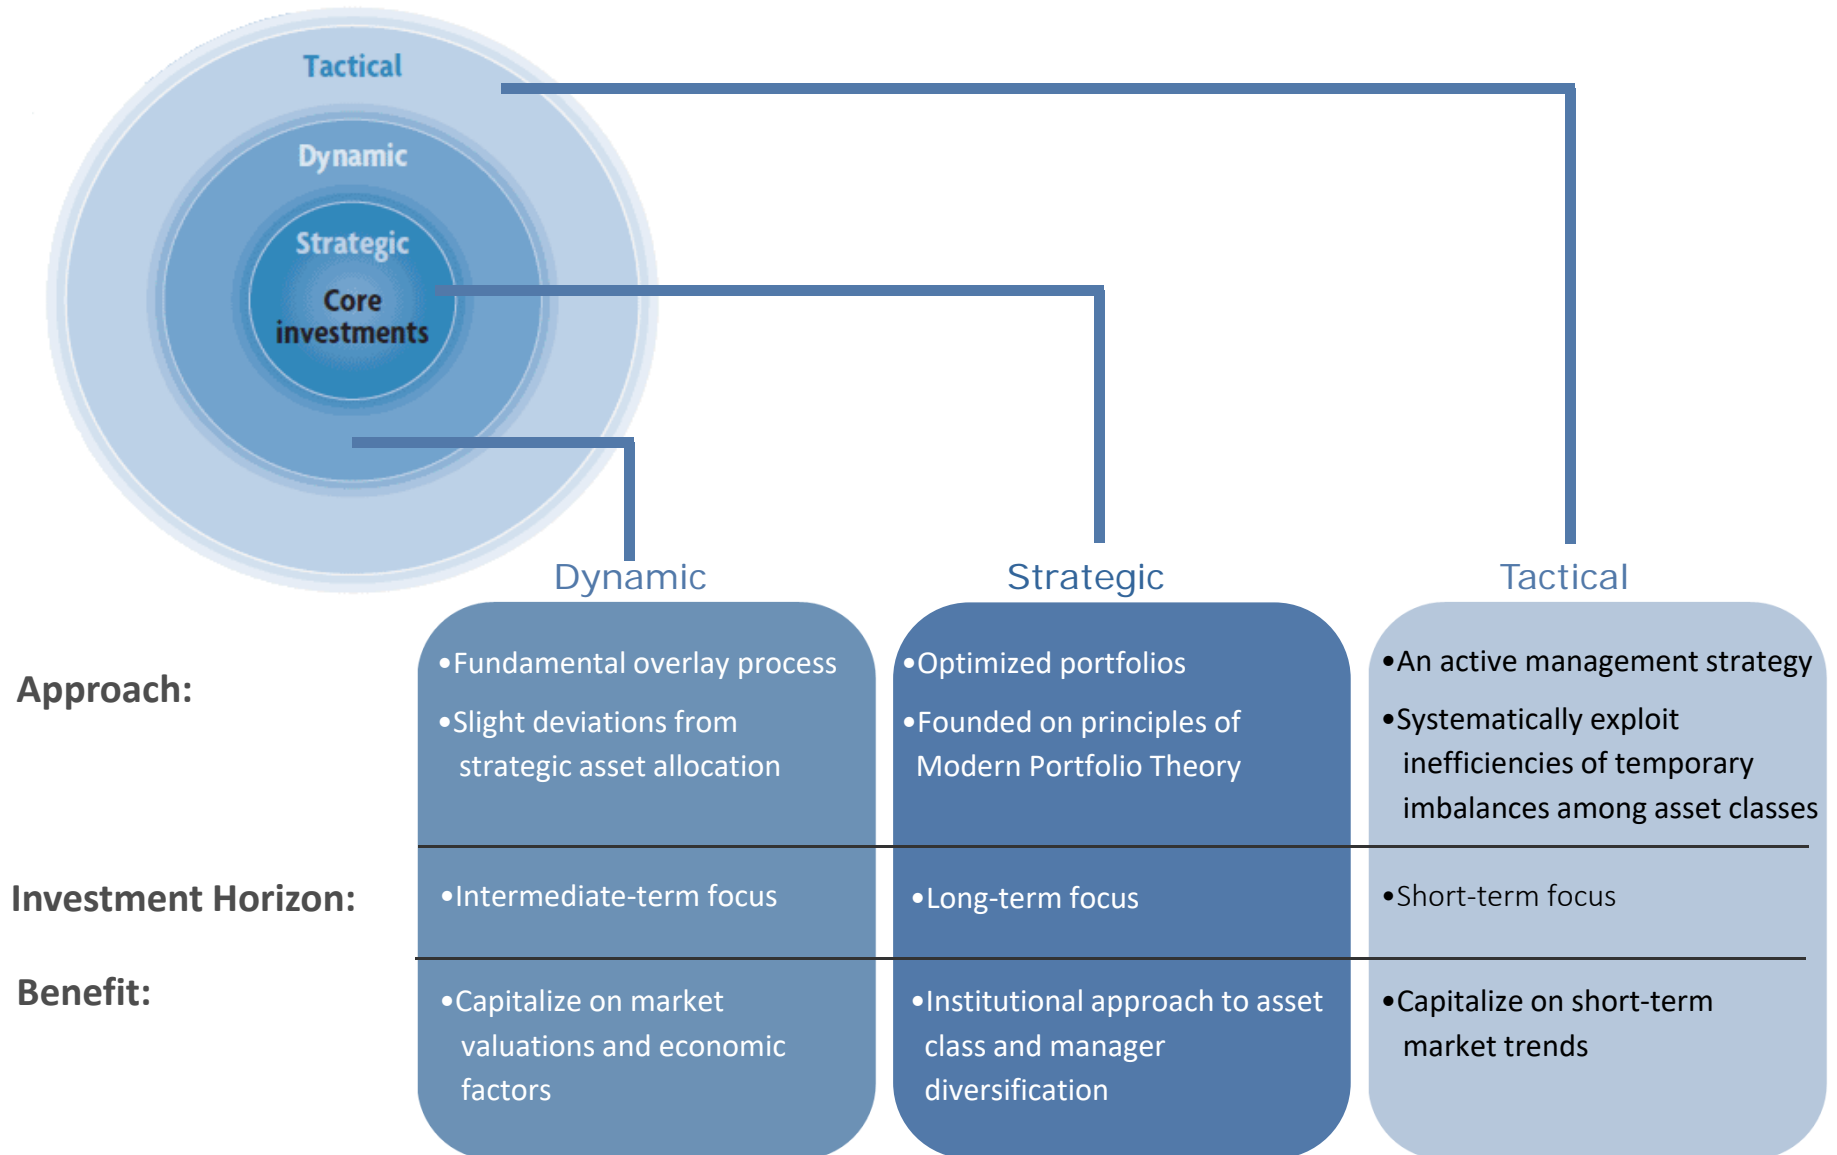 Tactical
Dynamic
Strategic
Core
investments
Dynamic
Strategic
Tactical
Approach:
•Fundamental overlay process
•Slight deviations from
strategic asset allocation
•Optimized portfolios
•Founded on principles of
Modern Portfolio Theory
•An active management strategy
•Systematically exploit
inefficiencies of temporary
imbalances among asset classes
Investment Horizon:
•Intermediate-term focus
•Long-term focus
•Short-term focus
Benefit:
•Capitalize on market
valuations and economic
factors
•Institutional approach to asset
class and manager
diversification
•Capitalize on short-term
market trends